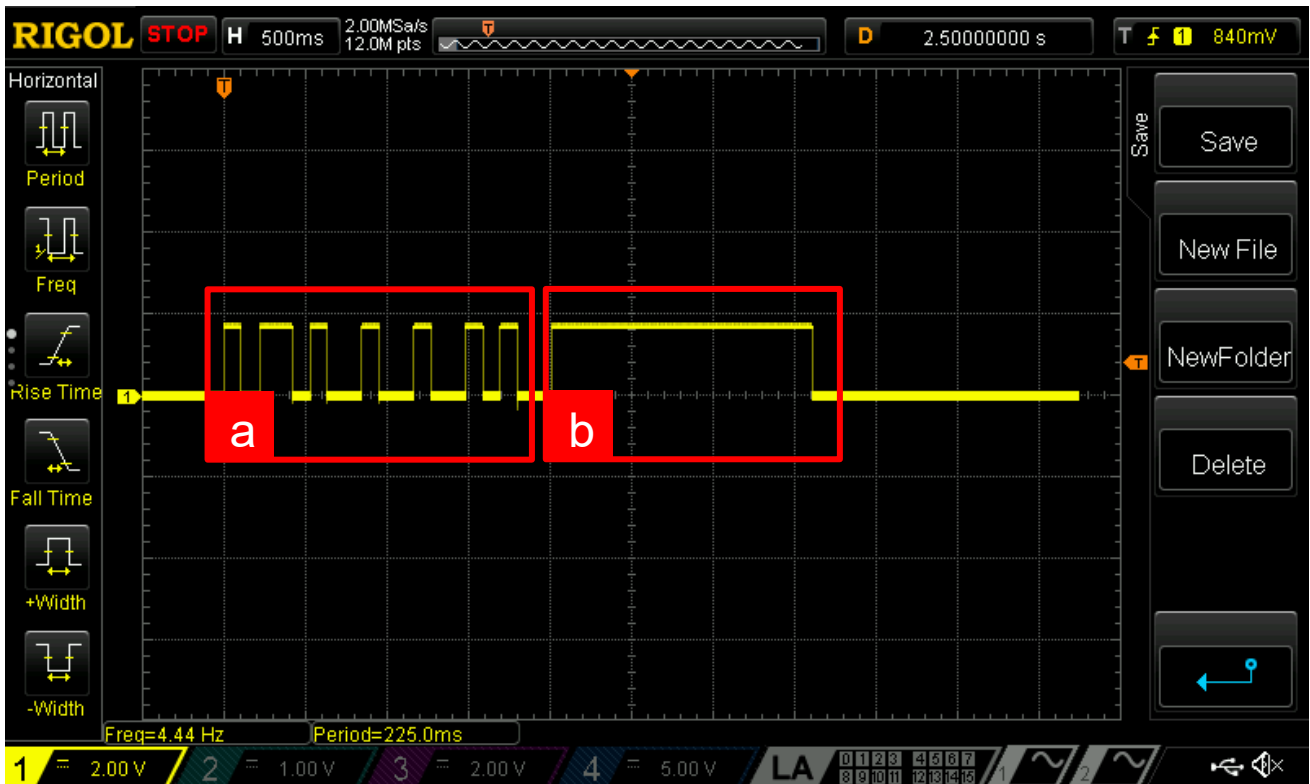 RIGOL STOP H 500ms 2.00MSa/s 12.0M pts T D 2.50000000 s T 1 840mV
Horizontal
Period
Freq
Rise Time
Fall Time
+Width
-Width
T
1
a
b
T
Save
Save
New File
NewFolder
Delete
Freq=4.44 Hz Period=225.0ms
1 = 2.00 V 2 = 1.00 V 3 = 2.00 V 4 = 5.00 V LA 0 1 2 3 4 5 6 7 1 2
8 9 10 11 12 13 14 15